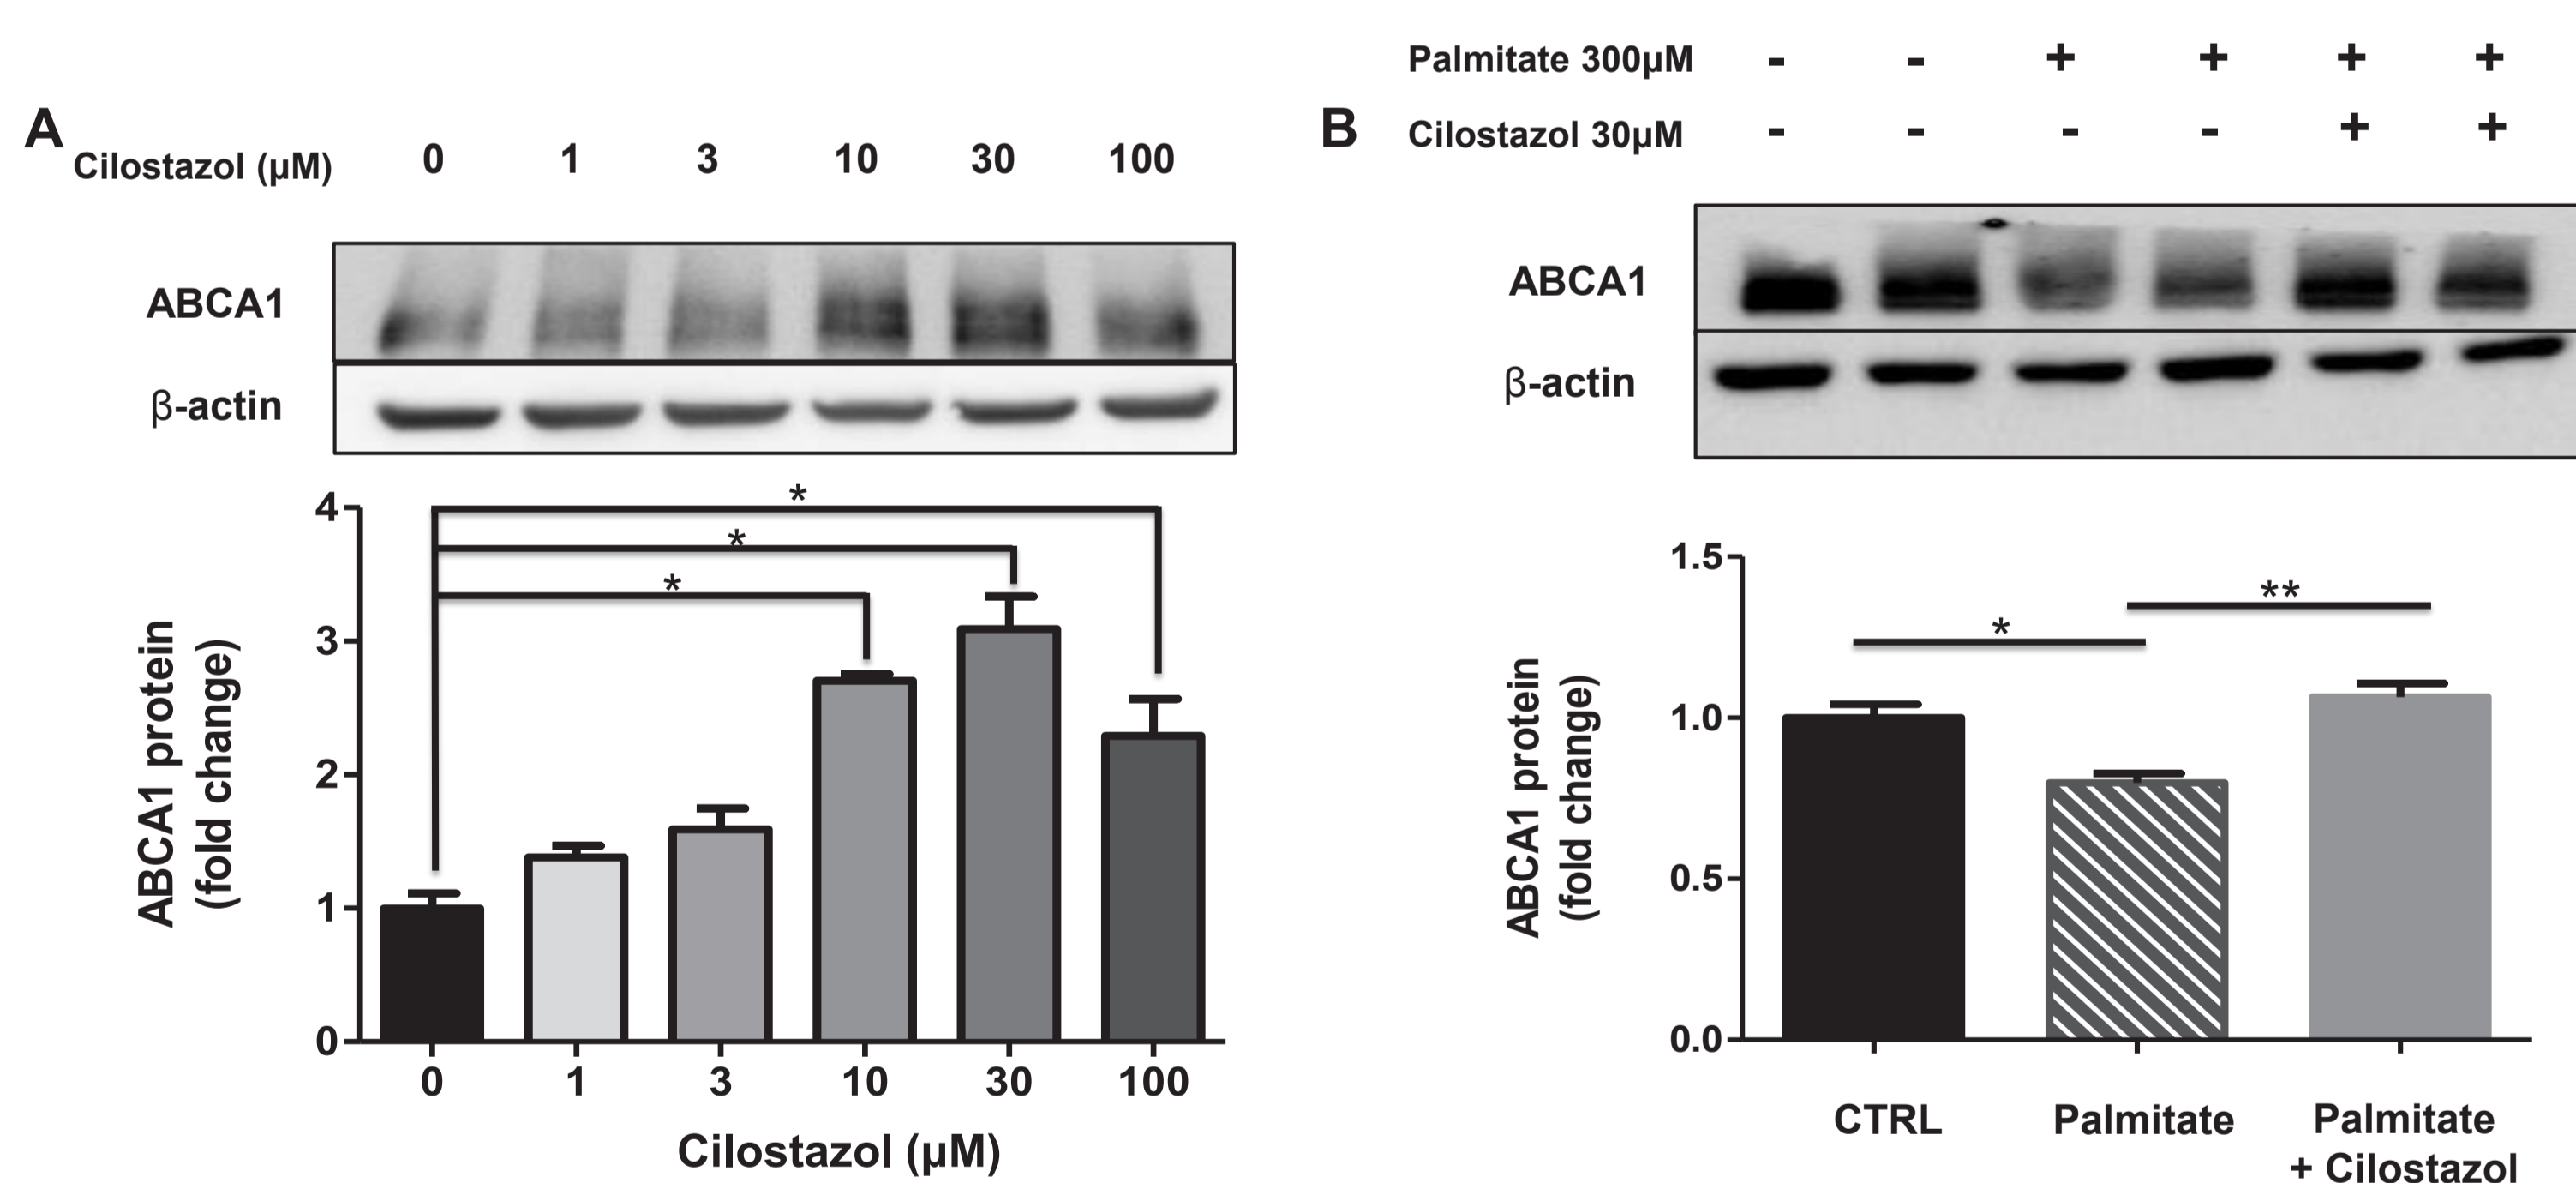 A
Cilostazol (µM) 0 1 3 10 30 100
ABCA1
β-actin
4
3
2
1
0
*
*
*
ABCA1 protein
(fold change)
0 1 3 10 30 100
Cilostazol (µM)
B
Palmitate 300µM - - + + + +
Cilostazol 30µM - - - - + +
ABCA1
β-actin
1.5
1.0
0.5
0.0
**
*
ABCA1 protein
(fold change)
CTRL Palmitate Palmitate
+ Cilostazol